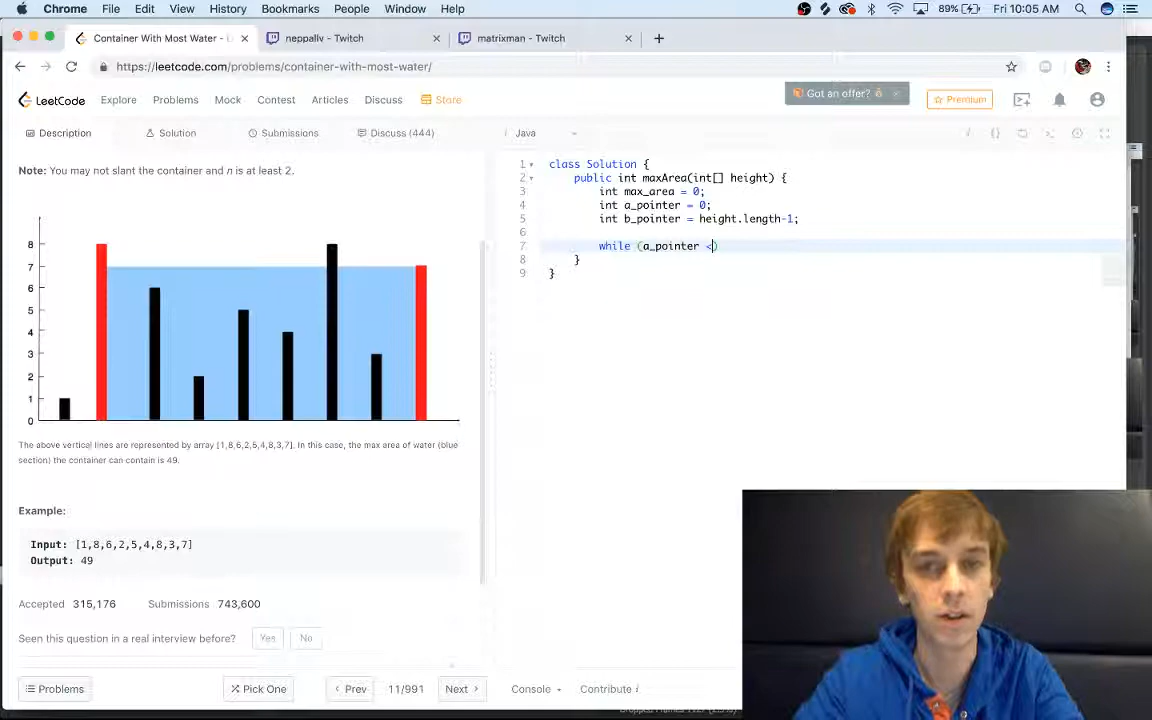 Chrome File Edit View History Bookmarks People Window Help 89% Fri 10:05 AM
Container With Most Water - neppallv - Twitch matrixman - Twitch
https://leetcode.com/problems/container-with-most-water/
LeetCode Explore Problems Mock Contest Articles Discuss Store Got an offer? Premium
Description Solution Submissions Discuss (444) Java
Note: You may not slant the container and n is at least 2.
8
7
6
5
4
3
2
1
0
The above vertical lines are represented by array [1,8,6,2,5,4,8,3,7]. In this case, the max area of water (blue
section) the container can contain is 49.
Example:
Input: [1,8,6,2,5,4,8,3,7]
Output: 49
Accepted 315,176 Submissions 743,600
Seen this question in a real interview before? Yes No
Problems Pick One Prev 11/991 Next Console Contribute
1 class Solution {
2 public int maxArea(int[] height) {
3 int max_area = 0;
4 int a_pointer = 0;
5 int b_pointer = height.length-1;
6
7 while (a_pointer <)
8 }
9 }